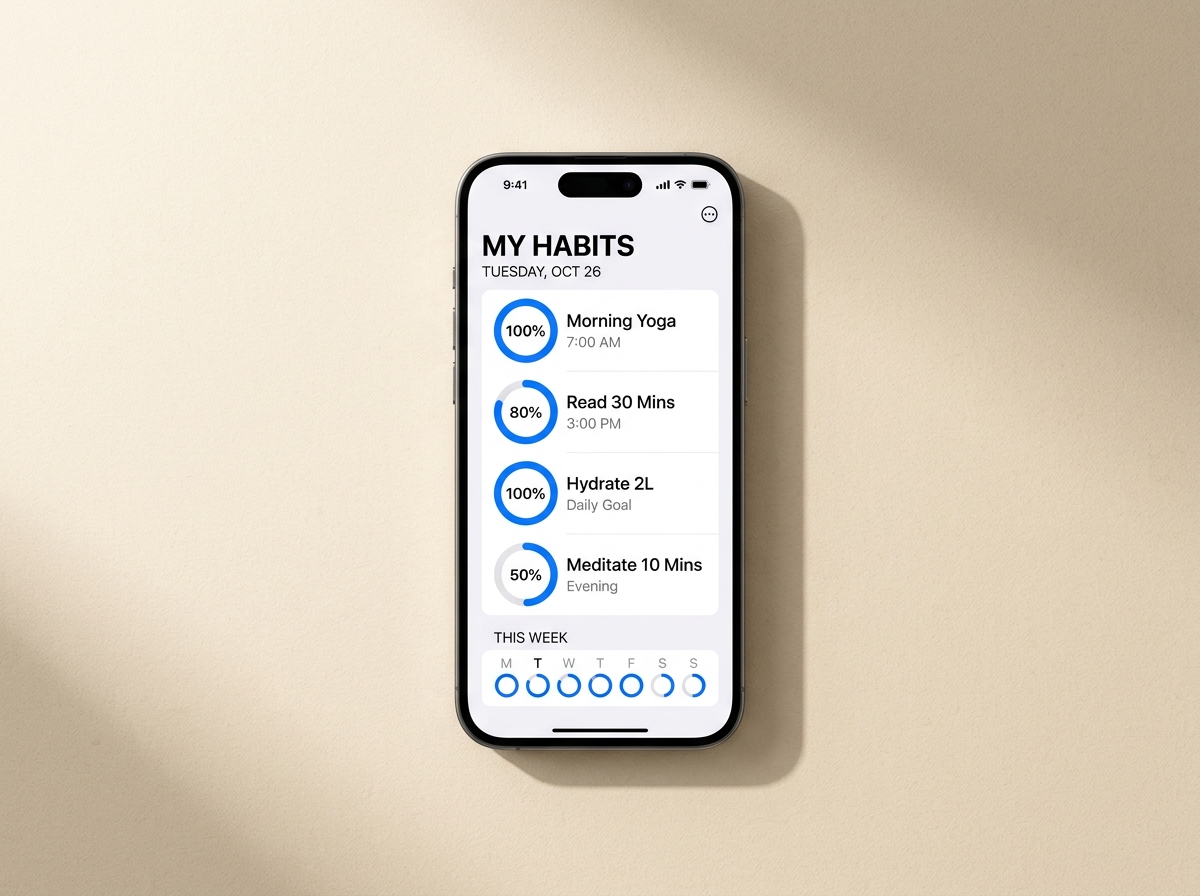 9:41
MY HABITS
TUESDAY, OCT 26
100%
Morning Yoga
7:00 AM
80%
Read 30 Mins
3:00 PM
100%
Hydrate 2L
Daily Goal
50%
Meditate 10 Mins
Evening
THIS WEEK
M T W T F S S